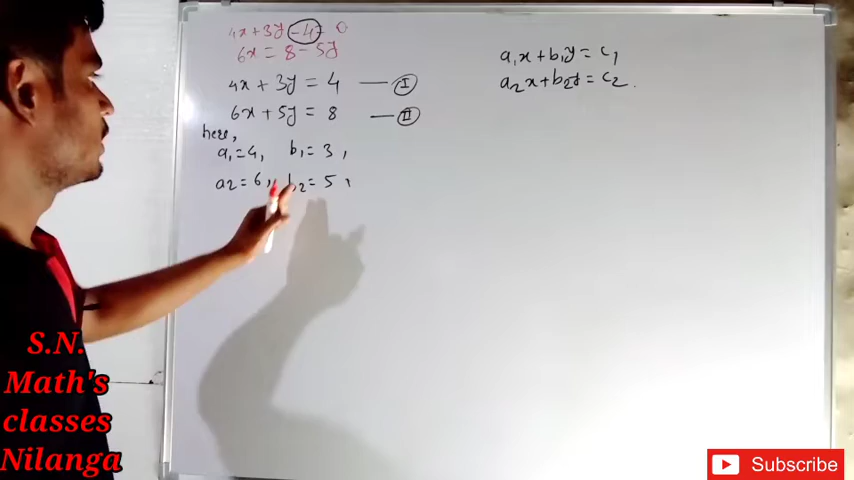 4x+3y-4=0
6x = 8-5y
4x + 3y = 4 — I
6x + 5y = 8 — II
here,
a₁=4, b₁= 3 ,
a₂=6, b₂= 5 ,
a₁x+b₁y=c₁
a₂x+b₂y=c₂.
S.N.
Math's
classes
Nilanga
Subscribe